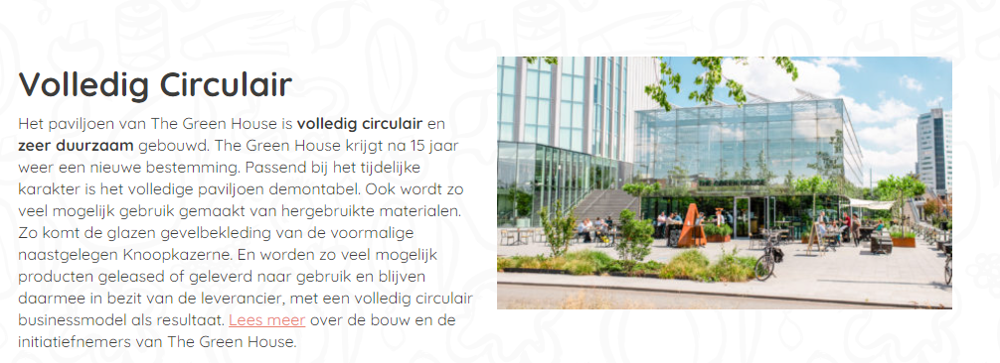 Volledig Circulair
Het paviljoen van The Green House is volledig circulair en
zeer duurzaam gebouwd. The Green House krijgt na 15 jaar
weer een nieuwe bestemming. Passend bij het tijdelijke
karakter is het volledige paviljoen demontabel. Ook wordt zo
veel mogelijk gebruik gemaakt van hergebruikte materialen.
Zo komt de glazen gevelbekleding van de voormalige
naastgelegen Knoopkazerne. En worden zo veel mogelijk
producten geleased of geleverd naar gebruik en blijven
daarmee in bezit van de leverancier, met een volledig circulair
businessmodel als resultaat. Lees meer over de bouw en de
initiatiefnemers van The Green House.
THE GREEN HOUSE